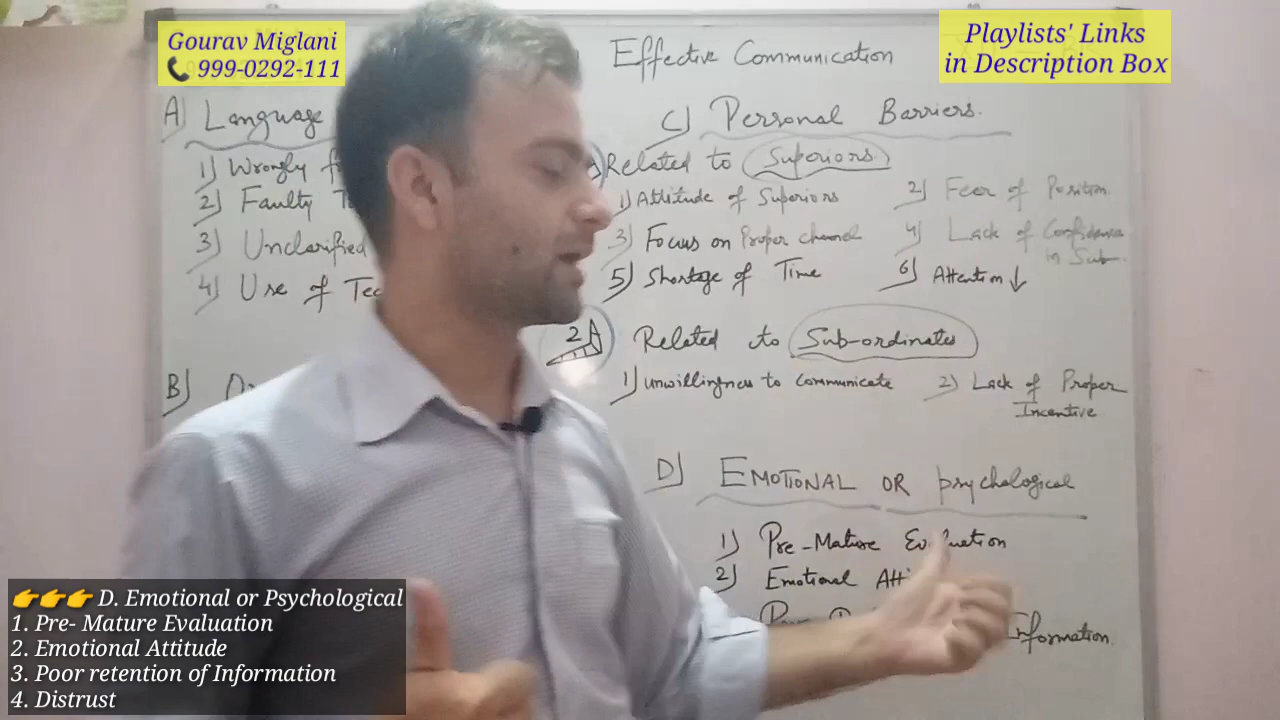 Gourav Miglani
📞 999-0292-111
Playlists' Links
in Description Box
Effective Communication
A) Language
1) Wrongly
2) Faulty
3) Unclarified
4) Use of Tec
B)
C) Personal Barriers.
Related to Superiors
1) Attitude of Superiors
2) Feer of Position.
3) Focus on Proper channel
4) Lack of Confidence
in Sub.
5) Shortage of Time
6) Attention ↓
2 Related to Sub-ordinates
1) unwillingness to communicate
2) Lack of Proper
Incentive
D) EMOTIONAL OR psychological
1) Pre-Mature Evaluation
2) Emotional Atti
Information.
👉👉👉 D. Emotional or Psychological
1. Pre- Mature Evaluation
2. Emotional Attitude
3. Poor retention of Information
4. Distrust